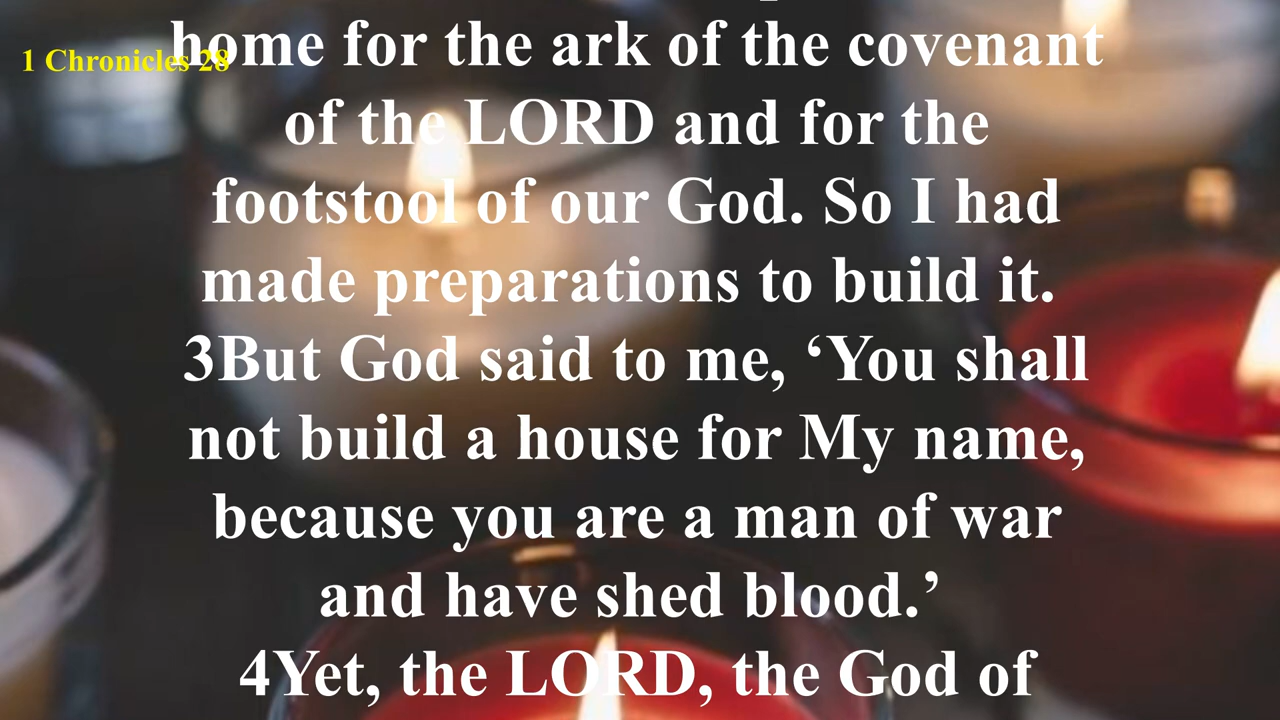 1 Chronicles 28
home for the ark of the covenant
of the LORD and for the
footstool of our God. So I had
made preparations to build it.
3But God said to me, ‘You shall
not build a house for My name,
because you are a man of war
and have shed blood.’
4Yet, the LORD, the God of